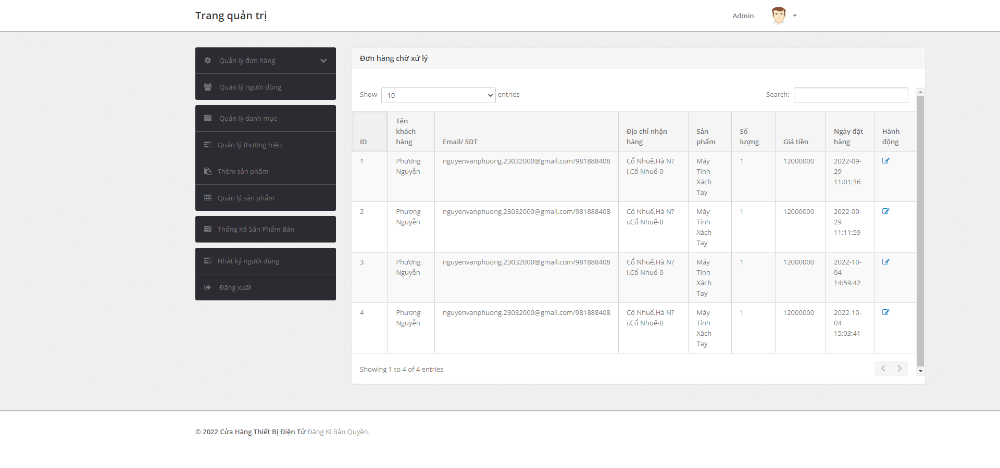 Trang quản trị
Admin
Quản lý đơn hàng
Quản lý người dùng
Quản lý danh mục
Quản lý thương hiệu
Thêm sản phẩm
Quản lý sản phẩm
Thống Kê Sản Phẩm Bán
Nhật ký người dùng
Đăng xuất
Đơn hàng chờ xử lý
Show 10 entries
Search:
ID
Tên
khách
hàng
Email/ SĐT
Địa chỉ nhận
hàng
Sản
phẩm
Số
lượng
Giá tiền
Ngày đặt
hàng
Hành
động
1
Phương
Nguyễn
nguyenvanphuong.23032000@gmail.com/981888408
Cổ Nhuế,Hà N?
i,Cổ Nhuế-0
Máy
Tính
Xách
Tay
1
12000000
2022-09-
29
11:01:36
2
Phương
Nguyễn
nguyenvanphuong.23032000@gmail.com/981888408
Cổ Nhuế,Hà N?
i,Cổ Nhuế-0
Máy
Tính
Xách
Tay
1
12000000
2022-09-
29
11:11:59
3
Phương
Nguyễn
nguyenvanphuong.23032000@gmail.com/981888408
Cổ Nhuế,Hà N?
i,Cổ Nhuế-0
Máy
Tính
Xách
Tay
1
12000000
2022-10-
04
14:59:42
4
Phương
Nguyễn
nguyenvanphuong.23032000@gmail.com/981888408
Cổ Nhuế,Hà N?
i,Cổ Nhuế-0
Máy
Tính
Xách
Tay
1
12000000
2022-10-
04
15:03:41
Showing 1 to 4 of 4 entries
© 2022 Cửa Hàng Thiết Bị Điện Tử Đăng Kí Bản Quyền.